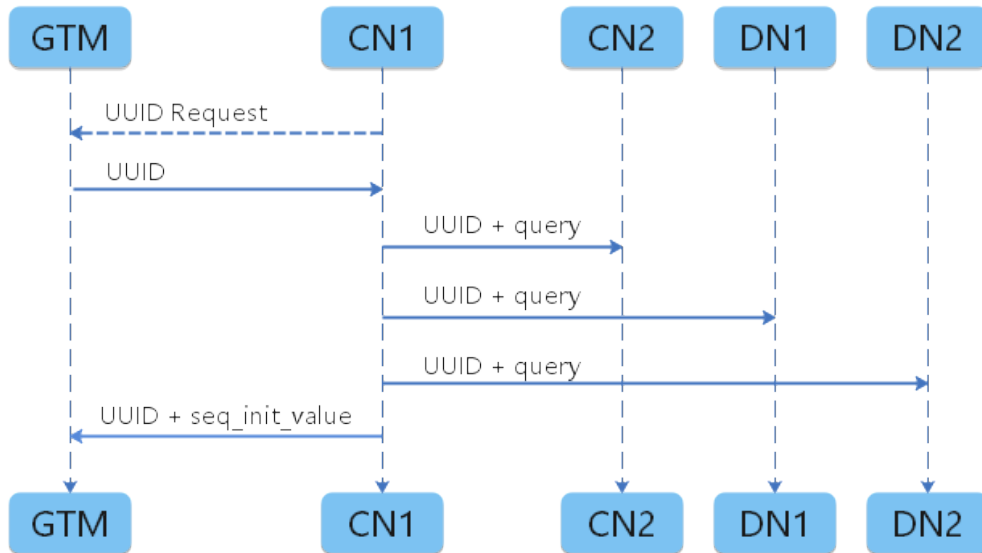 GTM CN1 CN2 DN1 DN2
UUID Request
UUID
UUID + query
UUID + query
UUID + query
UUID + seq_init_value
GTM CN1 CN2 DN1 DN2